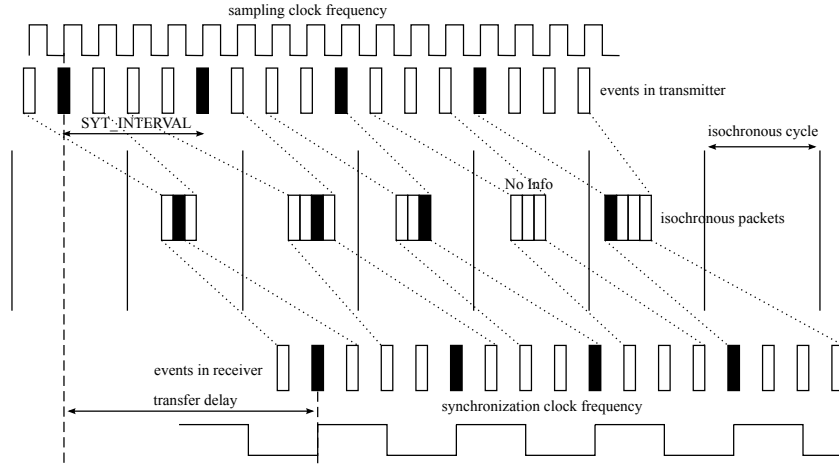 sampling clock frequency
events in transmitter
SYT_INTERVAL
isochronous cycle
No Info
isochronous packets
events in receiver
transfer delay
synchronization clock frequency